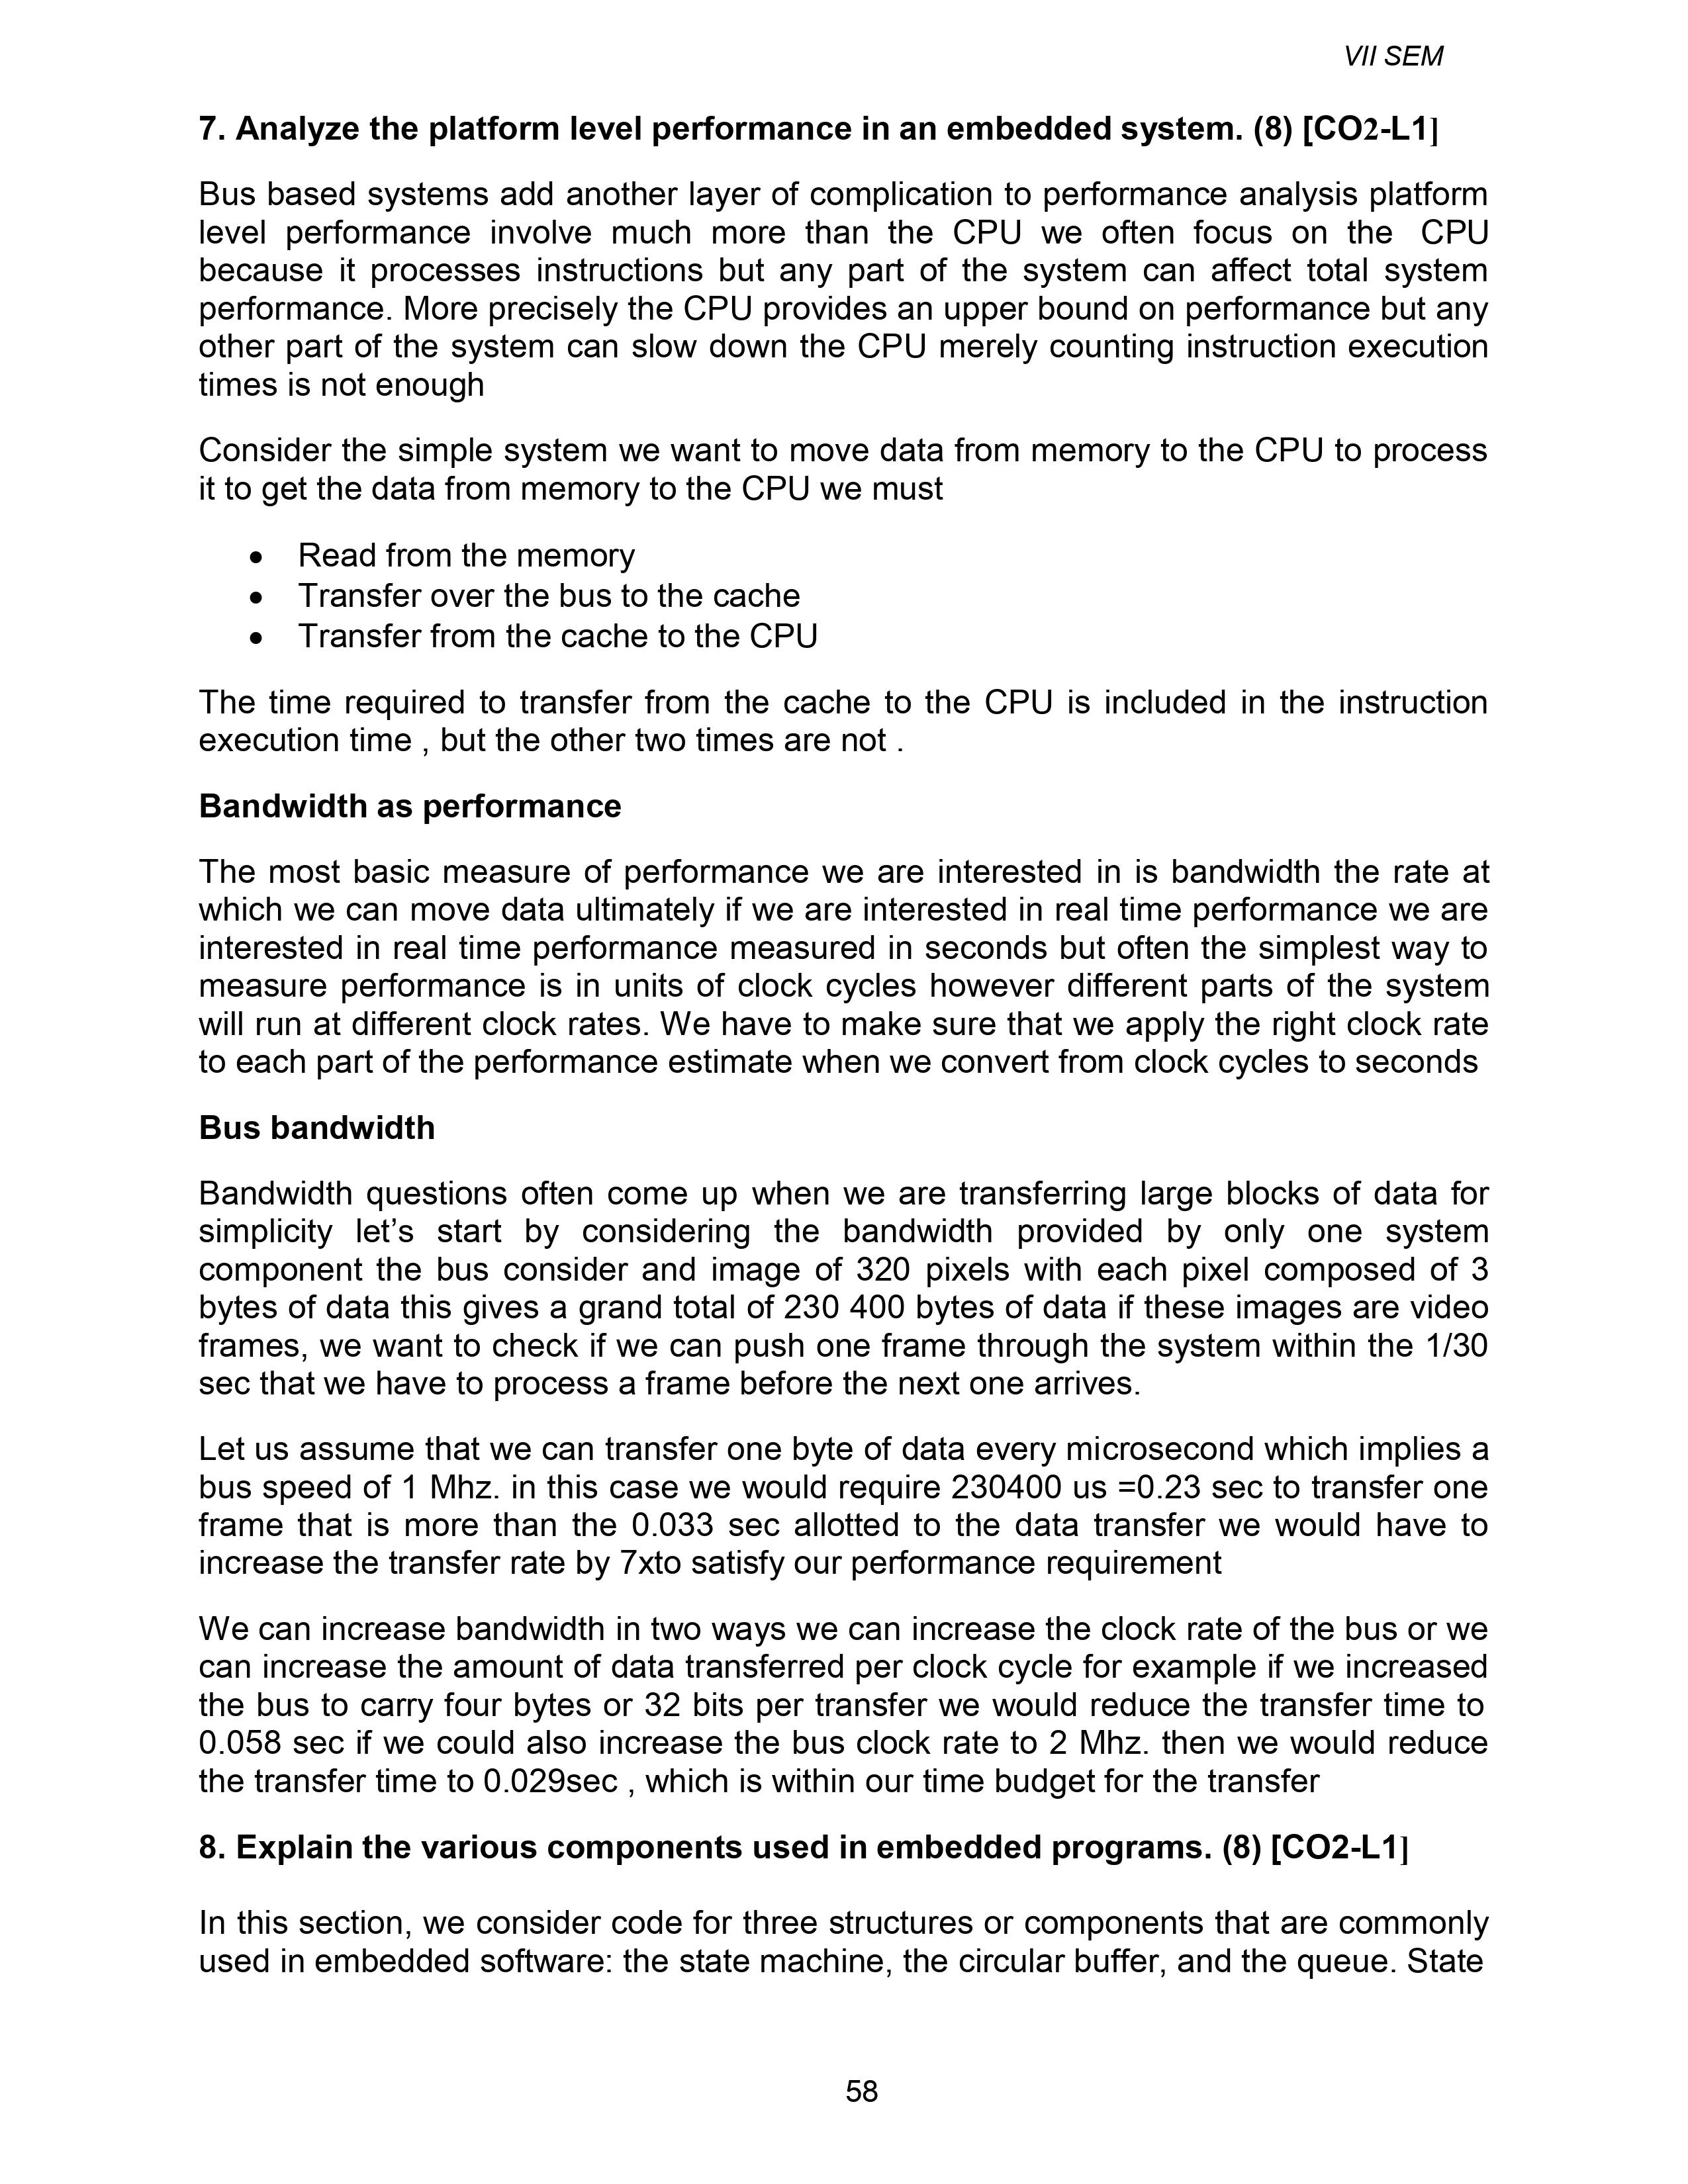 VII SEM
7. Analyze the platform level performance in an embedded system. (8) [CO2-L1]
Bus based systems add another layer of complication to performance analysis platform
level performance involve much more than the CPU we often focus on the CPU
because it processes instructions but any part of the system can affect total system
performance. More precisely the CPU provides an upper bound on performance but any
other part of the system can slow down the CPU merely counting instruction execution
times is not enough
Consider the simple system we want to move data from memory to the CPU to process
it to get the data from memory to the CPU we must
• Read from the memory
• Transfer over the bus to the cache
• Transfer from the cache to the CPU
The time required to transfer from the cache to the CPU is included in the instruction
execution time , but the other two times are not .
Bandwidth as performance
The most basic measure of performance we are interested in is bandwidth the rate at
which we can move data ultimately if we are interested in real time performance we are
interested in real time performance measured in seconds but often the simplest way to
measure performance is in units of clock cycles however different parts of the system
will run at different clock rates. We have to make sure that we apply the right clock rate
to each part of the performance estimate when we convert from clock cycles to seconds
Bus bandwidth
Bandwidth questions often come up when we are transferring large blocks of data for
simplicity let’s start by considering the bandwidth provided by only one system
component the bus consider and image of 320 pixels with each pixel composed of 3
bytes of data this gives a grand total of 230 400 bytes of data if these images are video
frames, we want to check if we can push one frame through the system within the 1/30
sec that we have to process a frame before the next one arrives.
Let us assume that we can transfer one byte of data every microsecond which implies a
bus speed of 1 Mhz. in this case we would require 230400 us =0.23 sec to transfer one
frame that is more than the 0.033 sec allotted to the data transfer we would have to
increase the transfer rate by 7xto satisfy our performance requirement
We can increase bandwidth in two ways we can increase the clock rate of the bus or we
can increase the amount of data transferred per clock cycle for example if we increased
the bus to carry four bytes or 32 bits per transfer we would reduce the transfer time to
0.058 sec if we could also increase the bus clock rate to 2 Mhz. then we would reduce
the transfer time to 0.029sec , which is within our time budget for the transfer
8. Explain the various components used in embedded programs. (8) [CO2-L1]
In this section, we consider code for three structures or components that are commonly
used in embedded software: the state machine, the circular buffer, and the queue. State
58